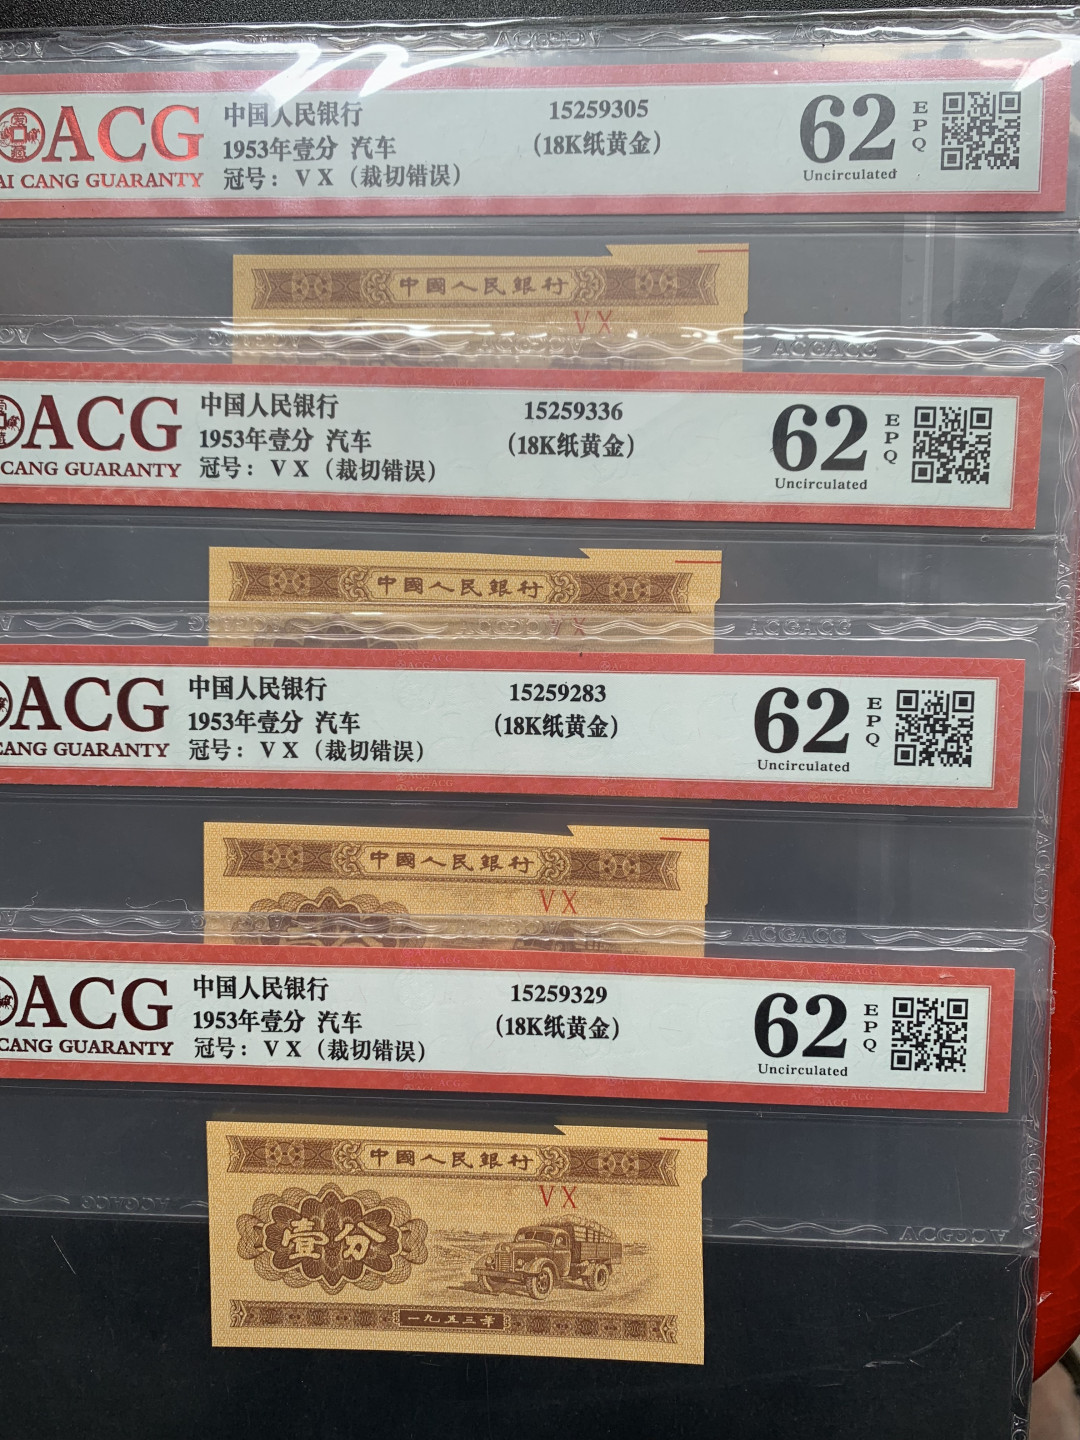 ACG
AI CANG GUARANTY
中国人民银行
1953年壹分 汽车
冠号：V X（裁切错误）
15259305
（18K纸黄金）
62
Uncirculated
EPQ
中國人民銀行
V X
ACG
CANG GUARANTY
中国人民银行
1953年壹分 汽车
冠号：V X（裁切错误）
15259336
（18K纸黄金）
62
Uncirculated
EPQ
中國人民銀行
V X
ACG
CANG GUARANTY
中国人民银行
1953年壹分 汽车
冠号：V X（裁切错误）
15259283
（18K纸黄金）
62
Uncirculated
EPQ
中國人民銀行
V X
ACG
CANG GUARANTY
中国人民银行
1953年壹分 汽车
冠号：V X（裁切错误）
15259329
（18K纸黄金）
62
Uncirculated
EPQ
中國人民銀行
V X
壹分
一九五三年